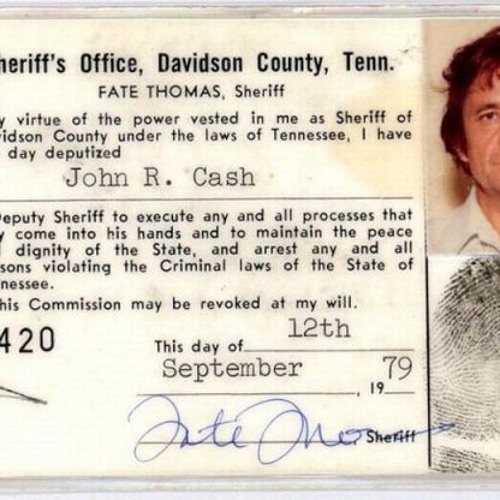 heriff's Office, Davidson County, Tenn.
FATE THOMAS, Sheriff
y virtue of the power vested in me as Sheriff of
vidson County under the laws of Tennessee, I have
day deputized
John R. Cash
eputy Sheriff to execute any and all processes that
y come into his hands and to maintain the peace
dignity of the State, and arrest any and all
sons violating the Criminal laws of the State of
nnessee.
his Commission may be revoked at my will.
420
This day of 12th
September 79
, 19
Fate Thomas Sheriff